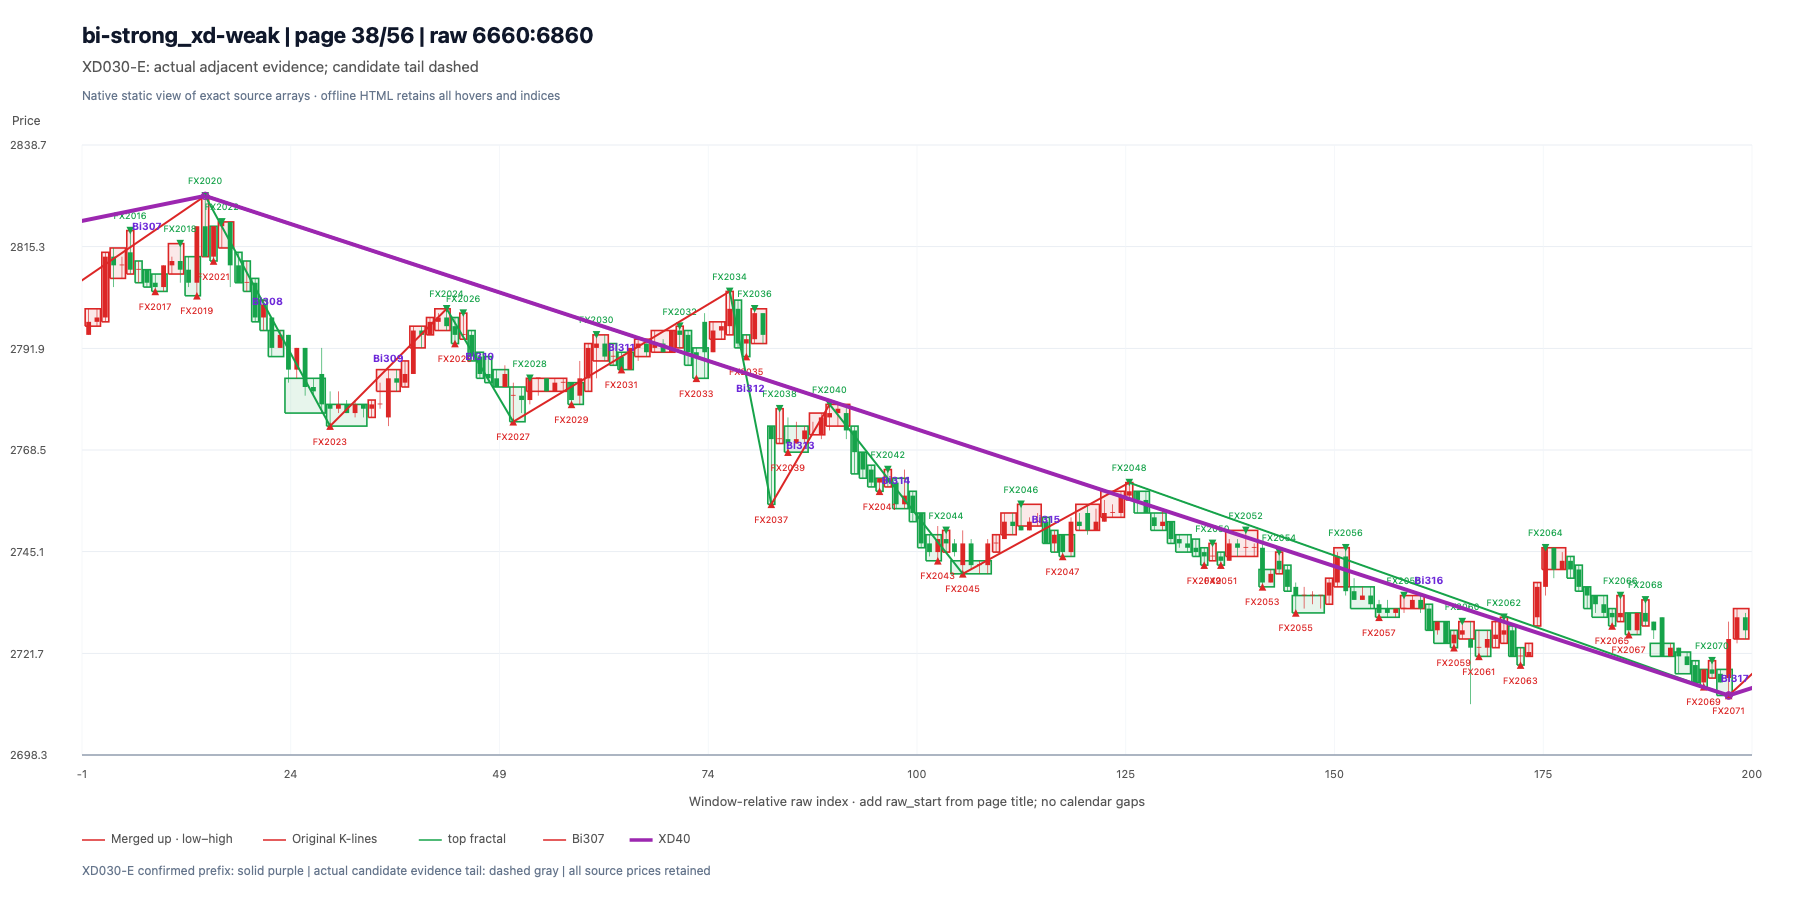 bi-strong_xd-weak | page 38/56 | raw 6660:6860
XD030-E: actual adjacent evidence; candidate tail dashed
Native static view of exact source arrays · offline HTML retains all hovers and indices
Price
2838.7
2815.3
2791.9
2768.5
2745.1
2721.7
2698.3
FX2016
Bi307
FX2017
FX2018
FX2019
FX2020
FX2021
FX2022
Bi308
FX2023
Bi309
FX2024
FX2026
FX2027
FX2028
FX2029
FX2030
FX2031
FX2032
FX2033
FX2034
FX2036
Bi312
FX2037
FX2038
Bi313
FX2039
FX2040
FX2042
Bi314
FX2043
FX2044
FX2045
FX2046
Bi315
FX2047
FX2048
FX2051
FX2052
FX2053
FX2054
FX2055
FX2056
FX2057
Bi316
FX2059
FX2060
FX2061
FX2062
FX2063
FX2064
FX2065
FX2066
FX2067
FX2068
FX2069
FX2070
Bi317
FX2071
-1 24 49 74 100 125 150 175 200
Window-relative raw index · add raw_start from page title; no calendar gaps
Merged up · low–high Original K-lines top fractal Bi307 XD40
XD030-E confirmed prefix: solid purple | actual candidate evidence tail: dashed gray | all source prices retained